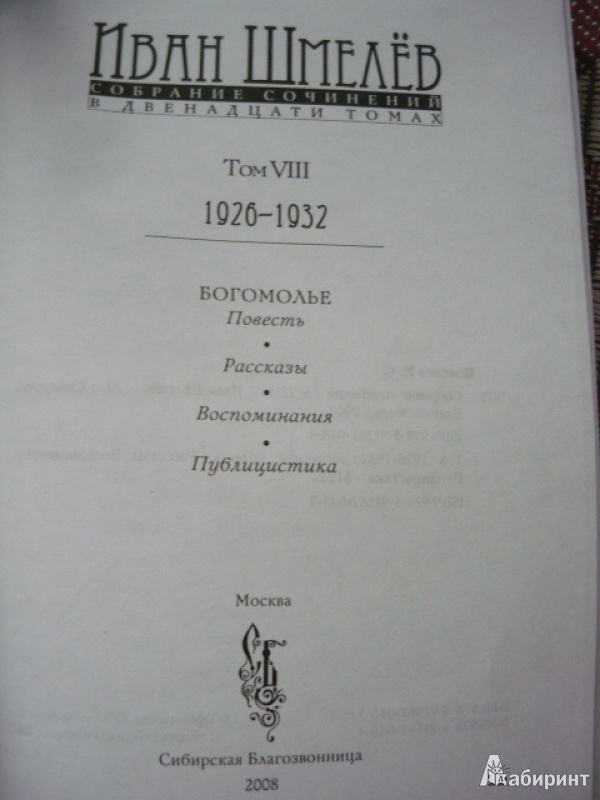 Иван Шмелёв
СОБРАНИЕ СОЧИНЕНИЙ
В ДВЕНАДЦАТИ ТОМАХ
Том VIII
1926–1932
БОГОМОЛЬЕ
Повесть
•
Рассказы
•
Воспоминания
•
Публицистика
Москва
СБ
Сибирская Благозвонница
2008
Лабиринт